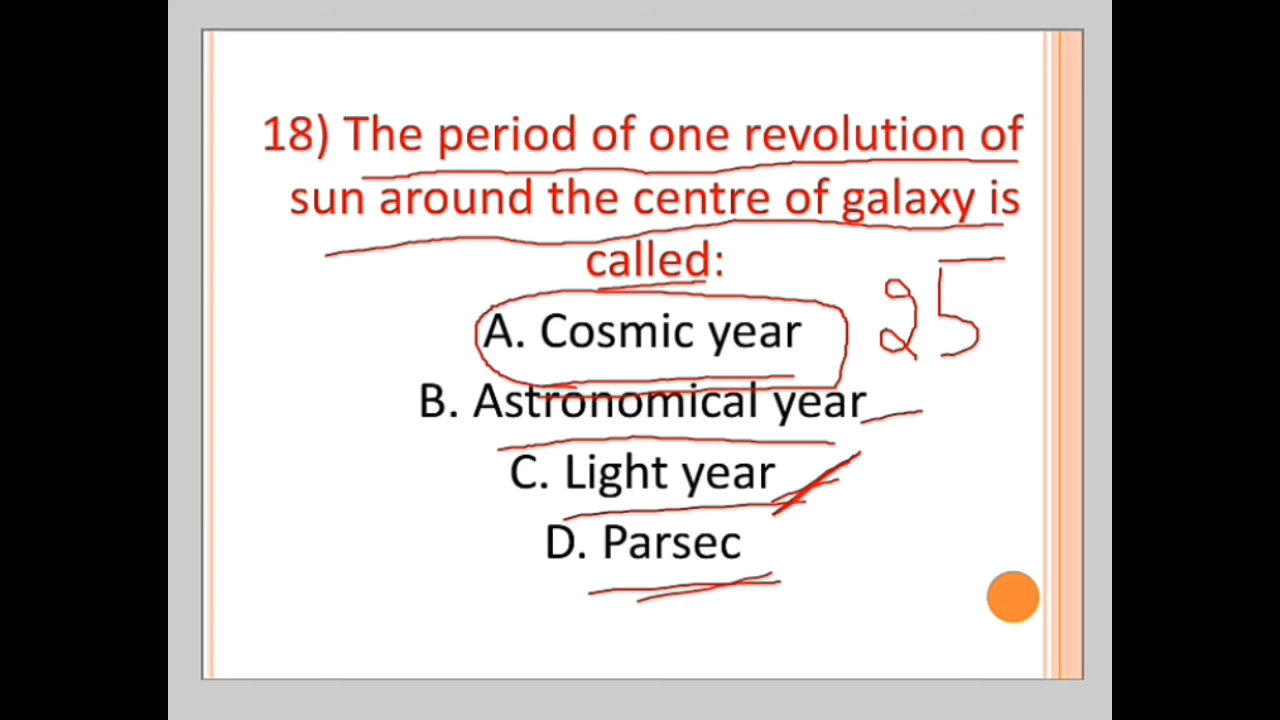 18) The period of one revolution of
sun around the centre of galaxy is
called:
A. Cosmic year
25
B. Astronomical year
C. Light year
D. Parsec